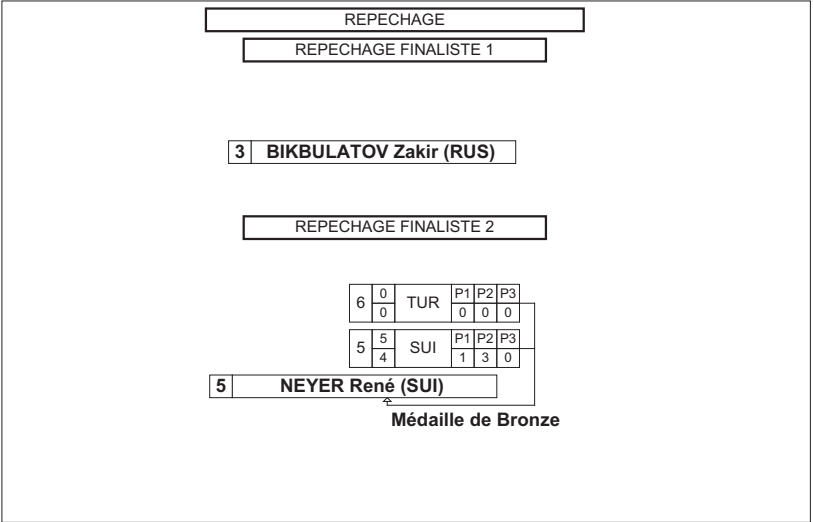 REPECHAGE
REPECHAGE FINALISTE 1
3 BIKBULATOV Zakir (RUS)
REPECHAGE FINALISTE 2
6 0 TUR P1 P2 P3
0 0 0 0
5 5 SUI P1 P2 P3
4 1 3 0
5 NEYER René (SUI)
Médaille de Bronze